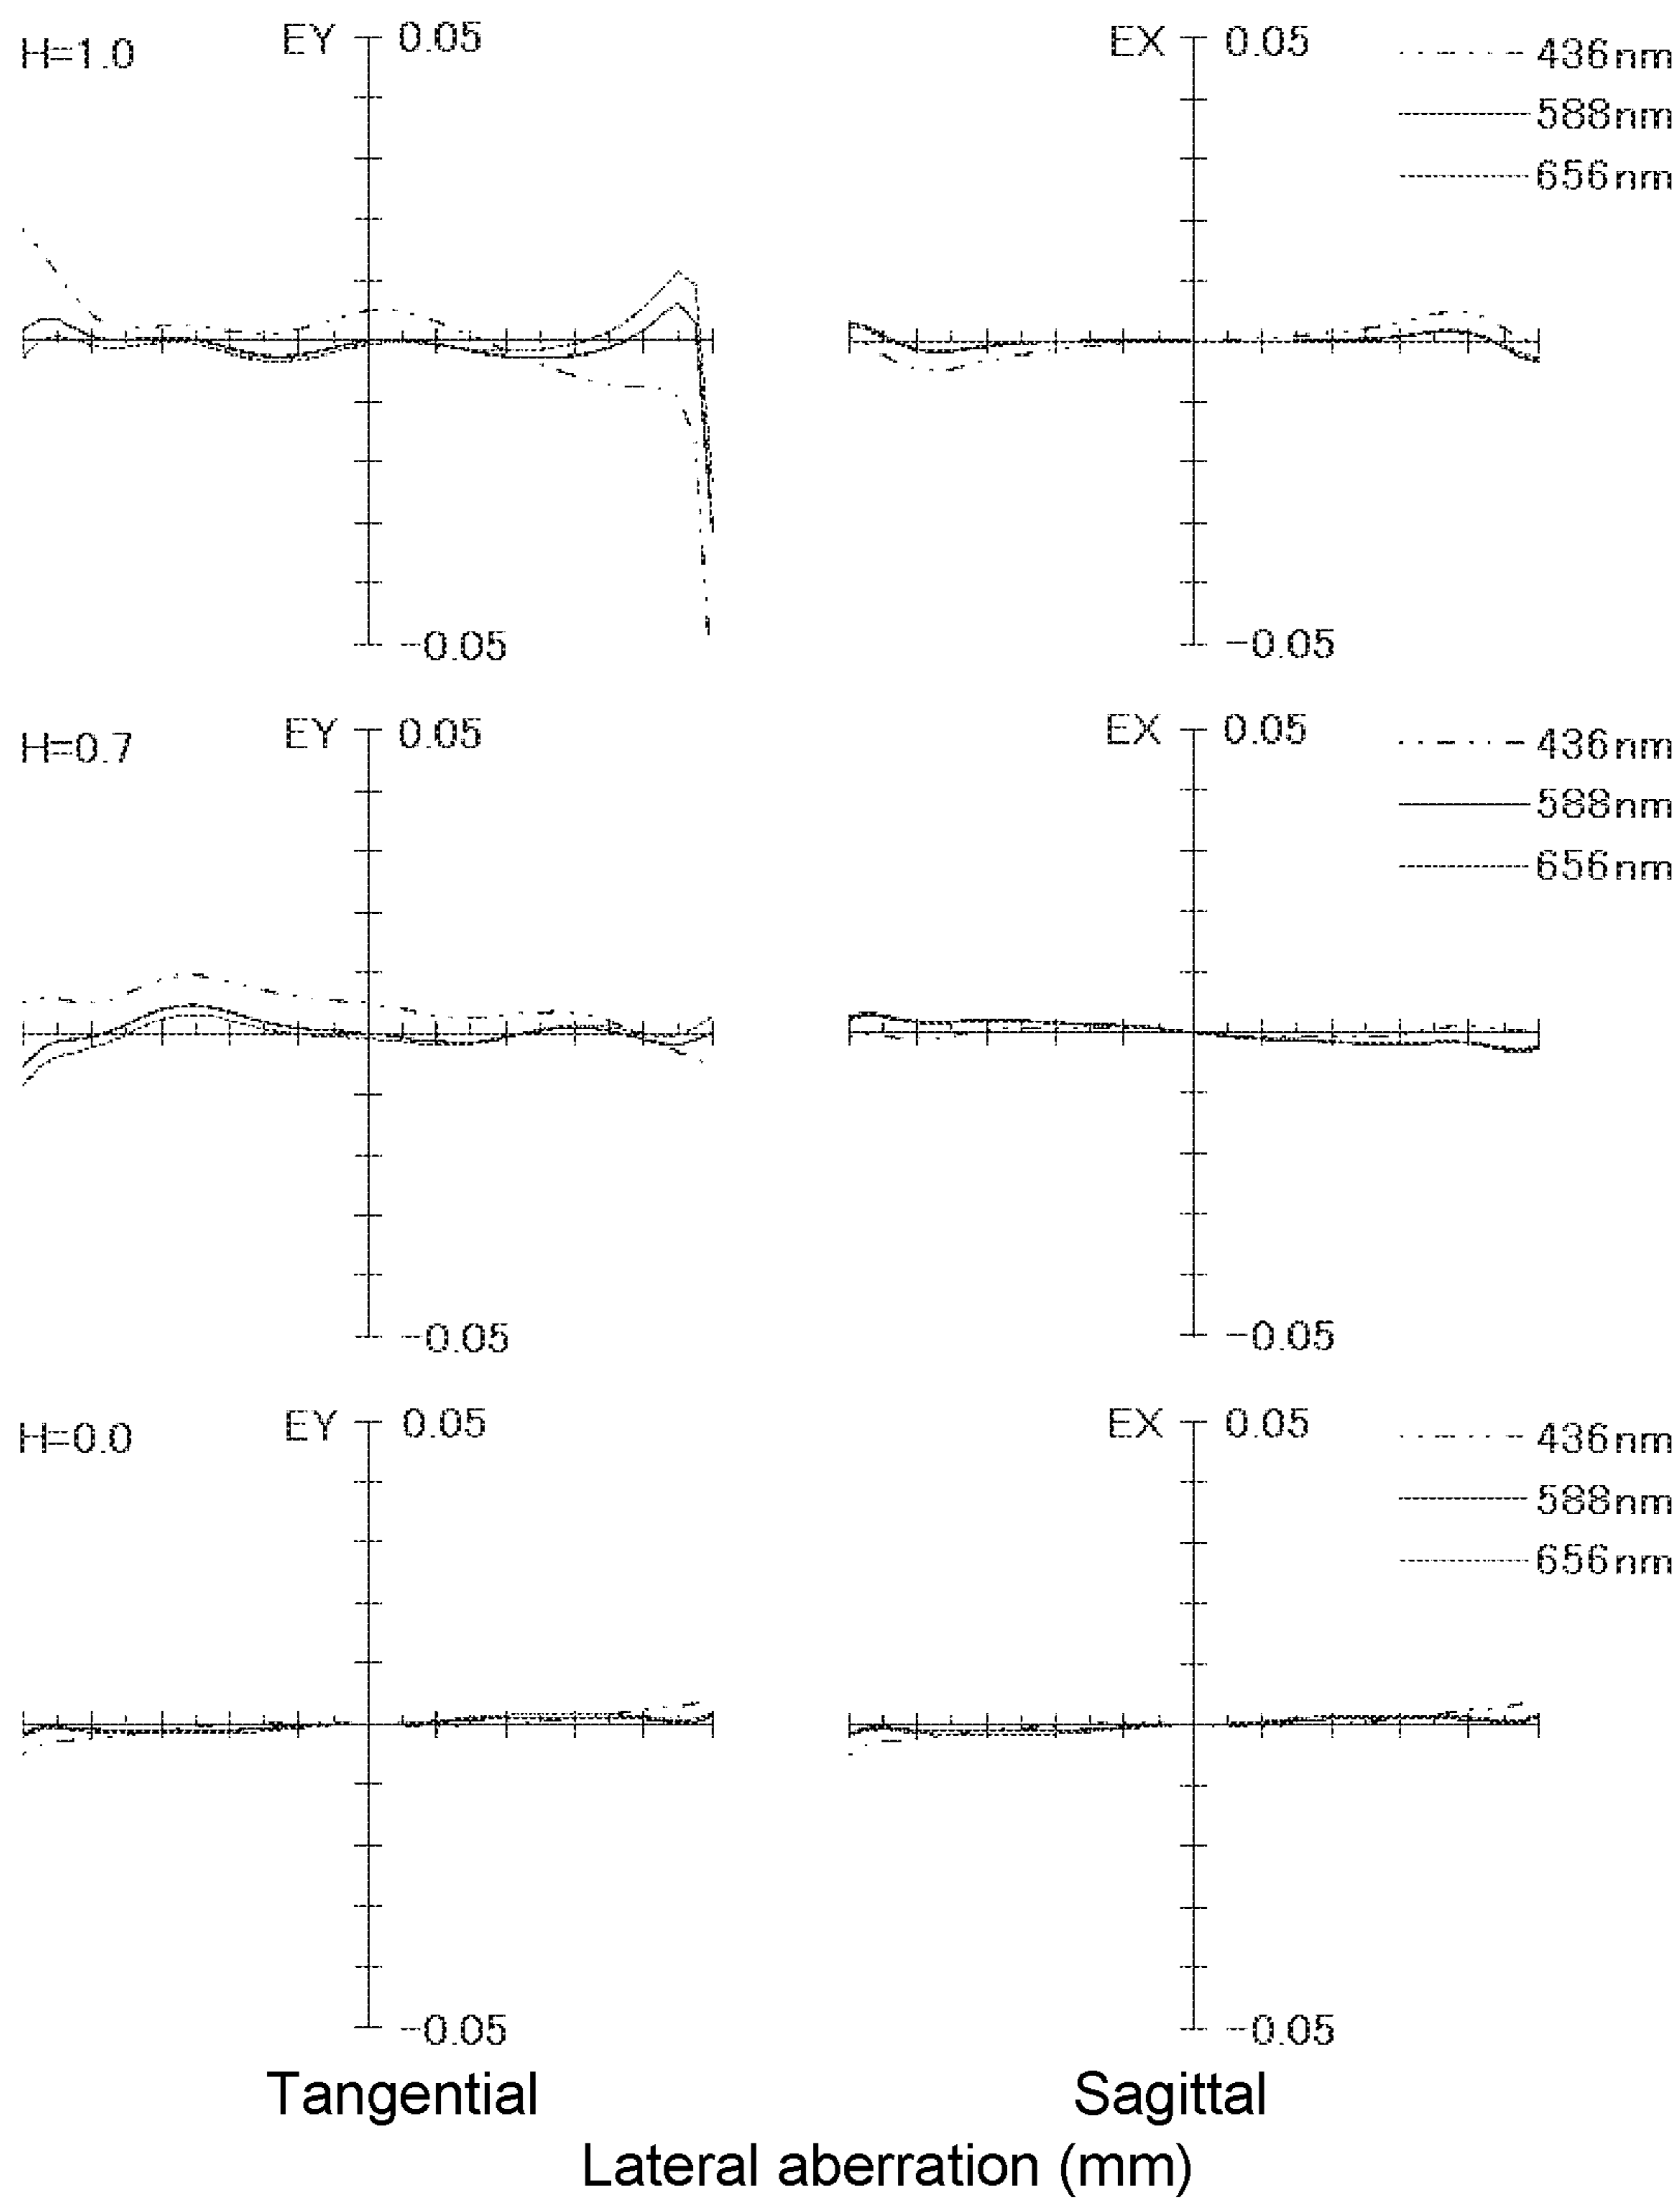 H=1.0 EY 0.05 EX 0.05 436nm
588nm
656nm
-0.05 -0.05
H=0.7 EY 0.05 EX 0.05 436nm
588nm
656nm
-0.05 -0.05
H=0.0 EY 0.05 EX 0.05 436nm
588nm
656nm
-0.05 -0.05
Tangential Sagittal
Lateral aberration (mm)